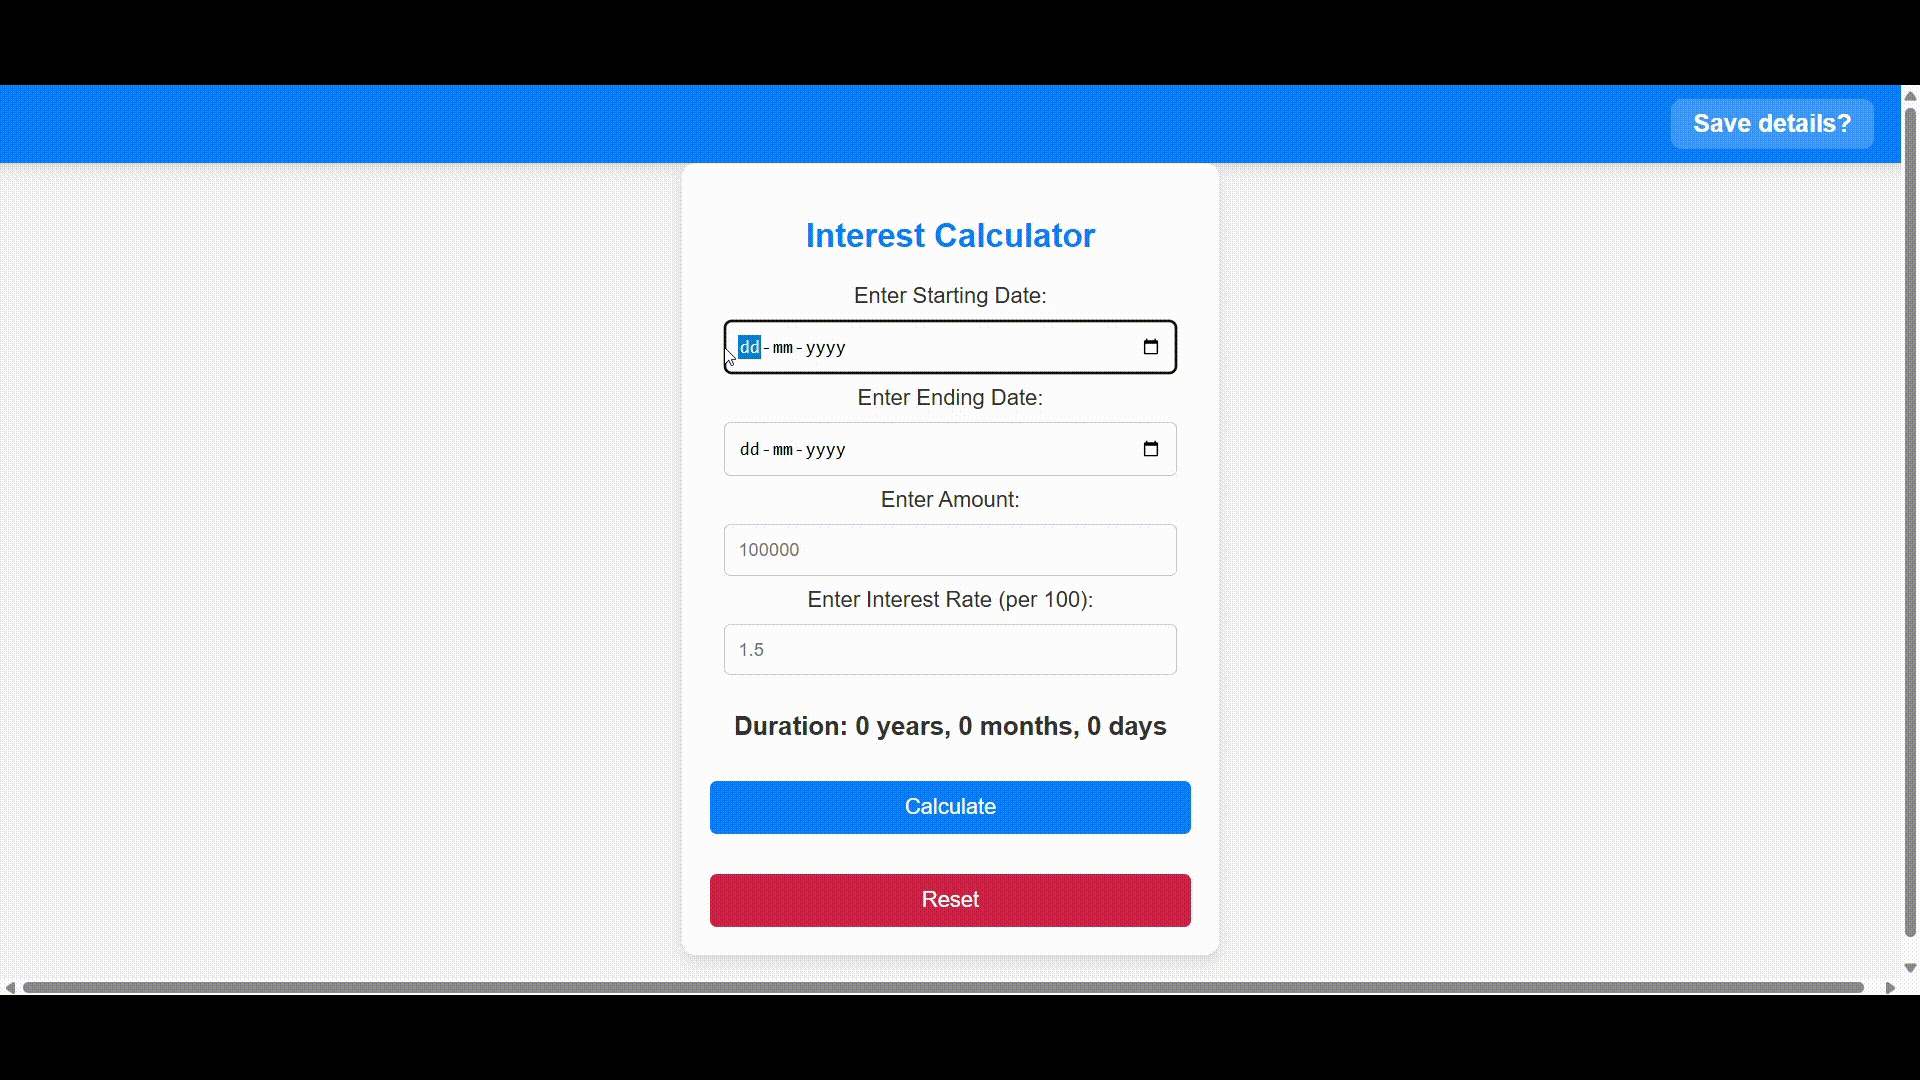 Save details?
Interest Calculator
Enter Starting Date:
dd-mm-yyyy
Enter Ending Date:
dd-mm-yyyy
Enter Amount:
100000
Enter Interest Rate (per 100):
1.5
Duration: 0 years, 0 months, 0 days
Calculate
Reset